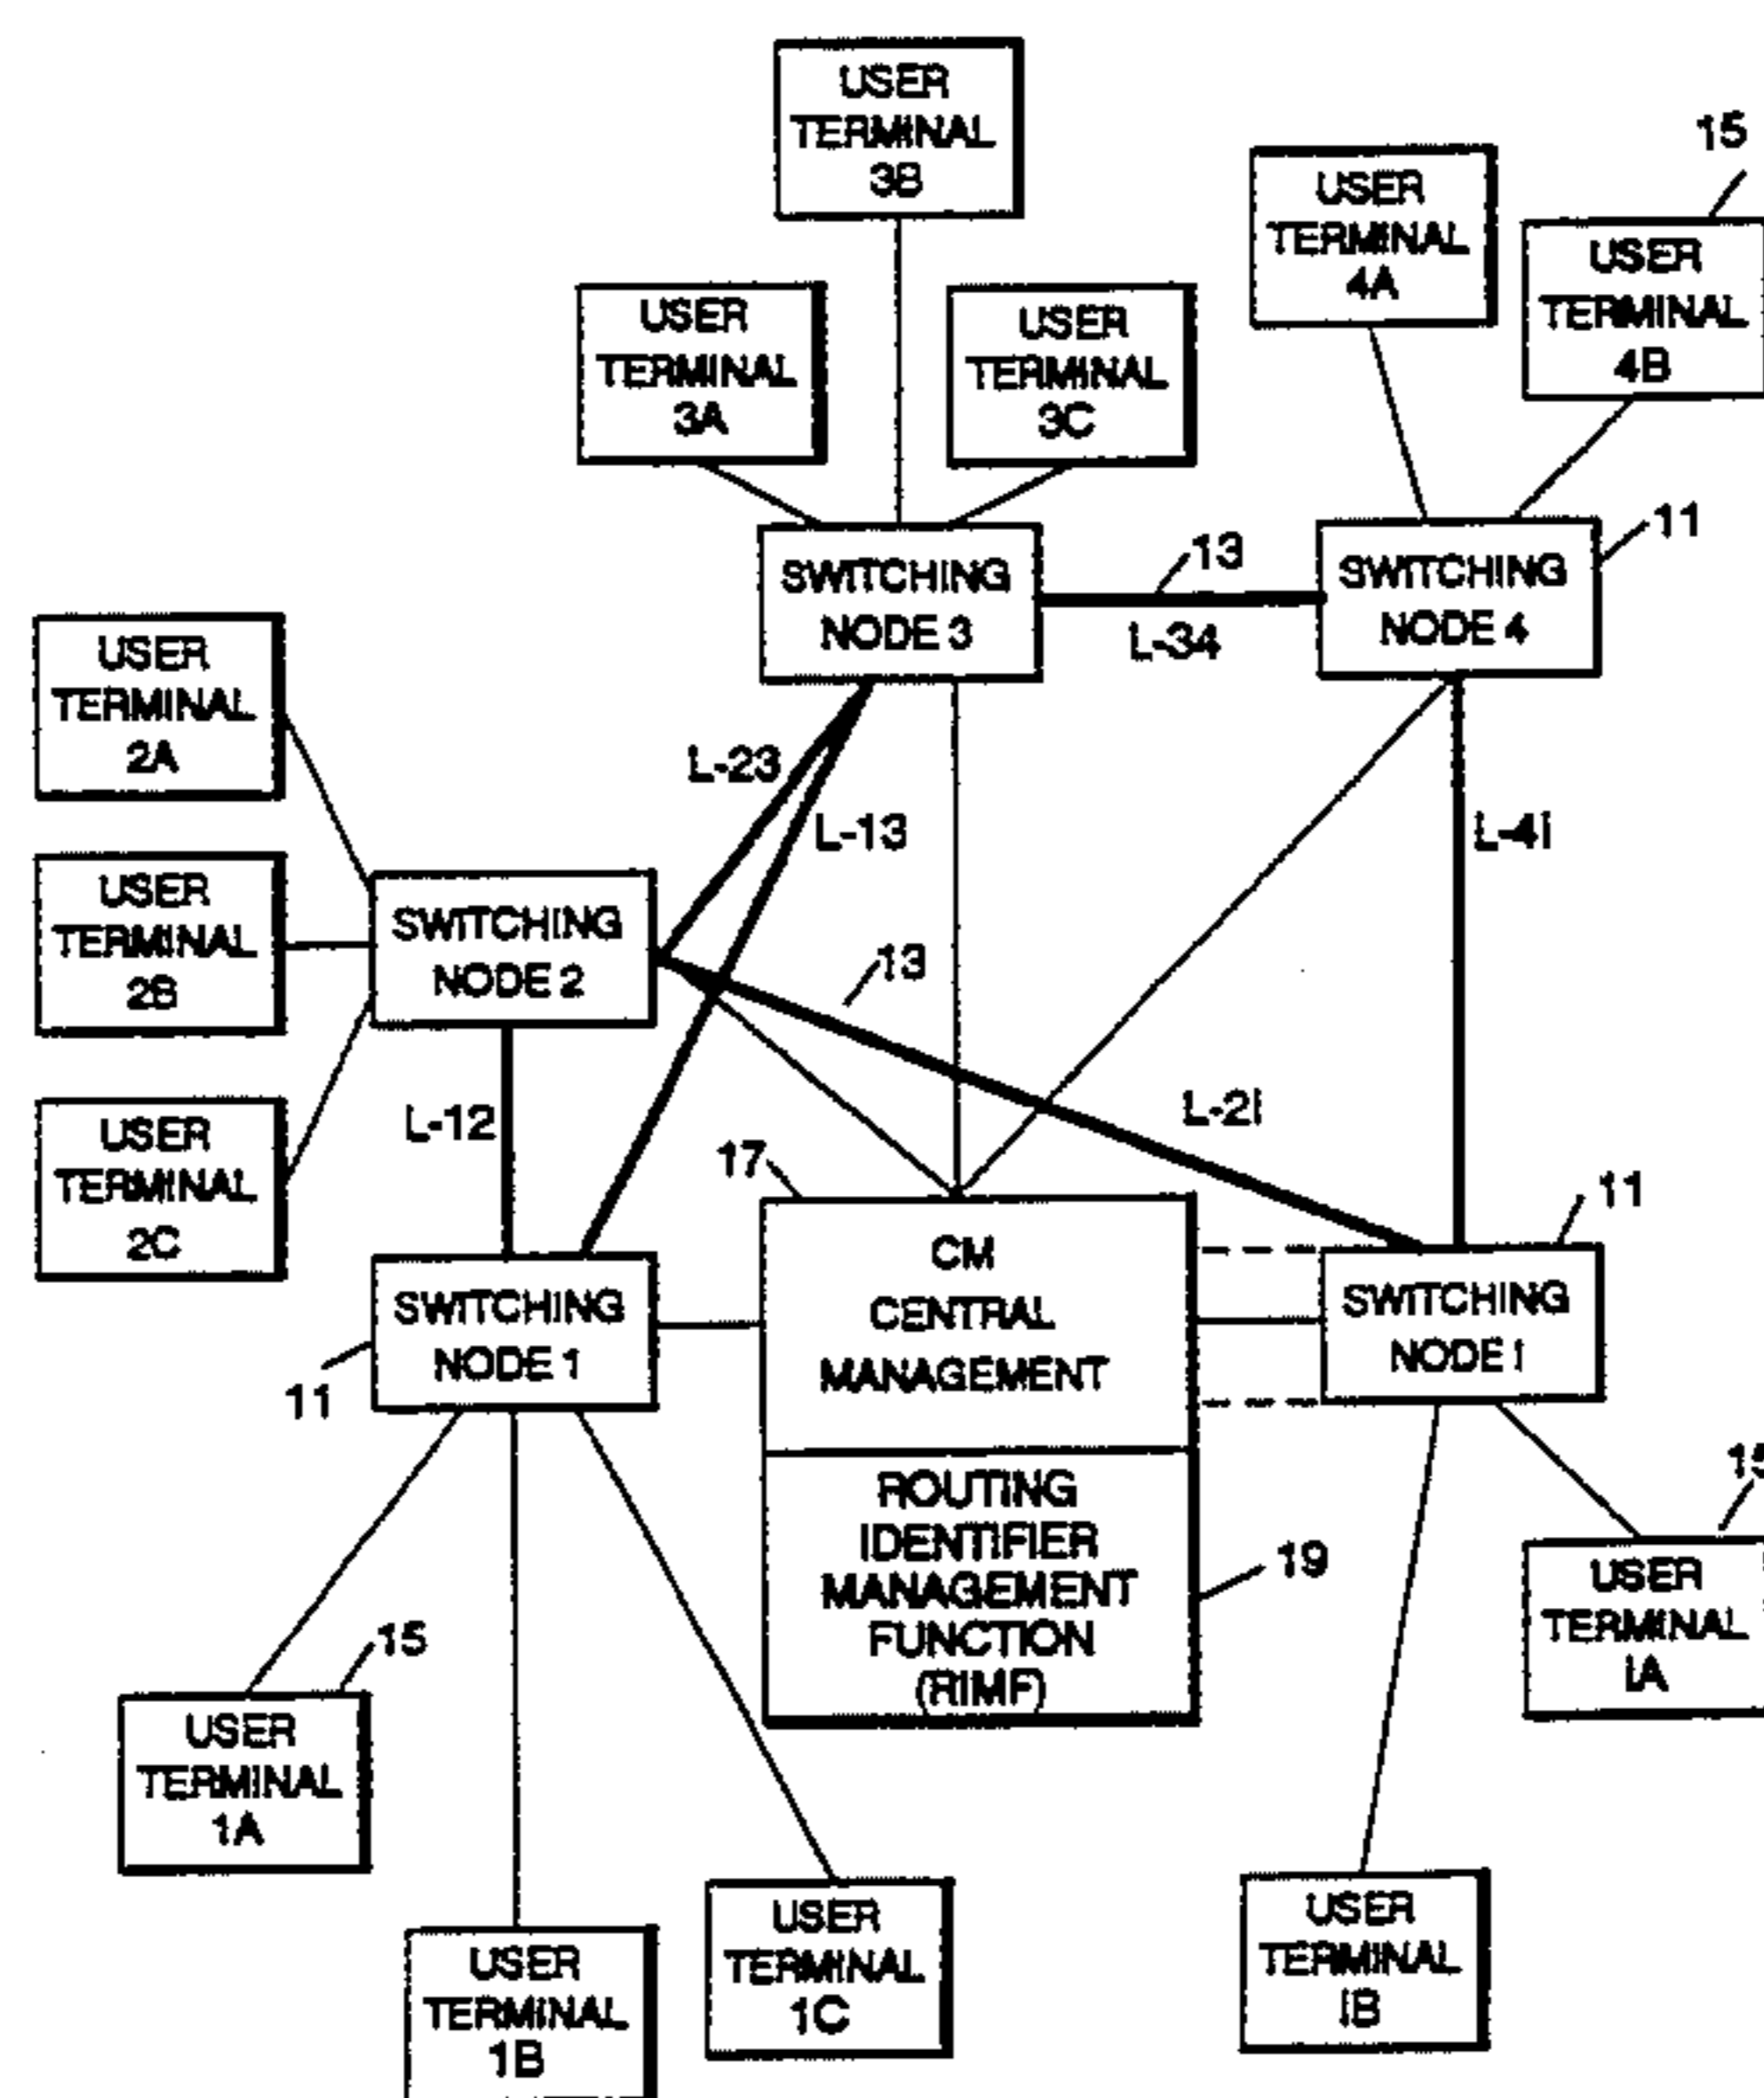 USER
TERMINAL
3B
15
USER
TERMINAL
4A
USER
TERMINAL
4B
USER
TERMINAL
3A
USER
TERMINAL
3C
SWITCHING
NODE 3
13
L-34
SWITCHING
NODE 4
11
USER
TERMINAL
2A
L-23
L-13
L-4I
USER
TERMINAL
2B
SWITCHING
NODE 2
13
USER
TERMINAL
2C
L-12
L-2I
17
11
SWITCHING
NODE 1
11
CM
CENTRAL
MANAGEMENT
SWITCHING
NODE I
ROUTING
IDENTIFIER
MANAGEMENT
FUNCTION
(RIMF)
19
15
USER
TERMINAL
IA
15
USER
TERMINAL
1A
USER
TERMINAL
1B
USER
TERMINAL
1C
USER
TERMINAL
IB